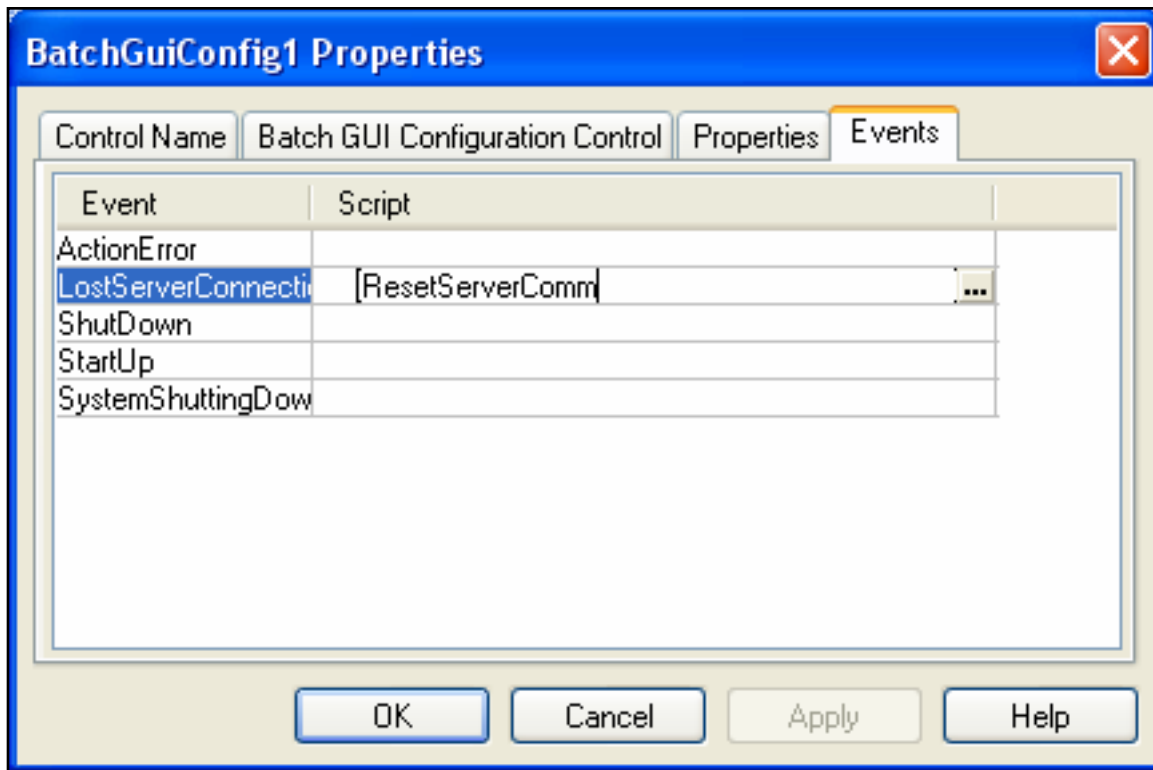 BatchGuiConfig1 Properties
Control Name Batch GUI Configuration Control Properties Events
Event Script
ActionError
LostServerConnecti ResetServerComm ...
ShutDown
StartUp
SystemShuttingDow
OK Cancel Apply Help